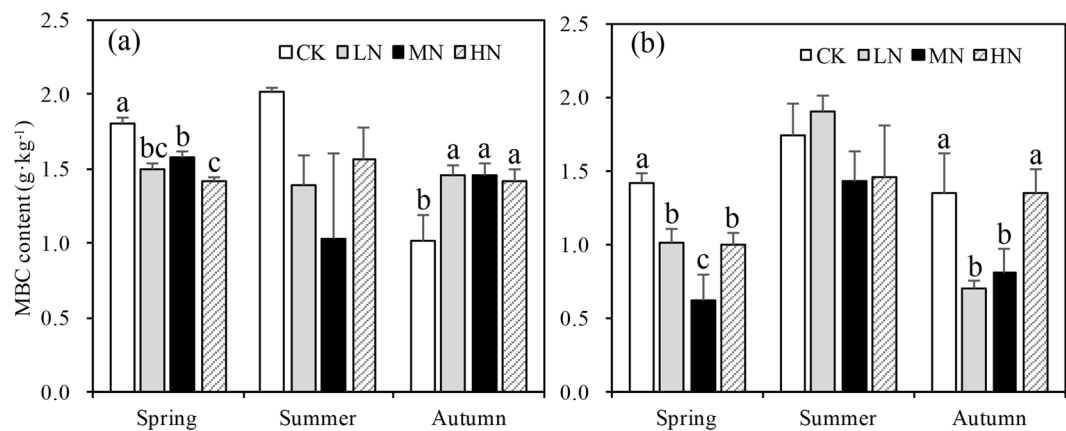 (a)
CK LN MN HN
MBC content (g·kg⁻¹)
2.5
2.0
1.5
1.0
0.5
0.0
a
bc
b
c
b
a
a
a
Spring Summer Autumn
(b)
CK LN MN HN
2.5
2.0
1.5
1.0
0.5
0.0
a
b
c
b
a
b
b
a
Spring Summer Autumn